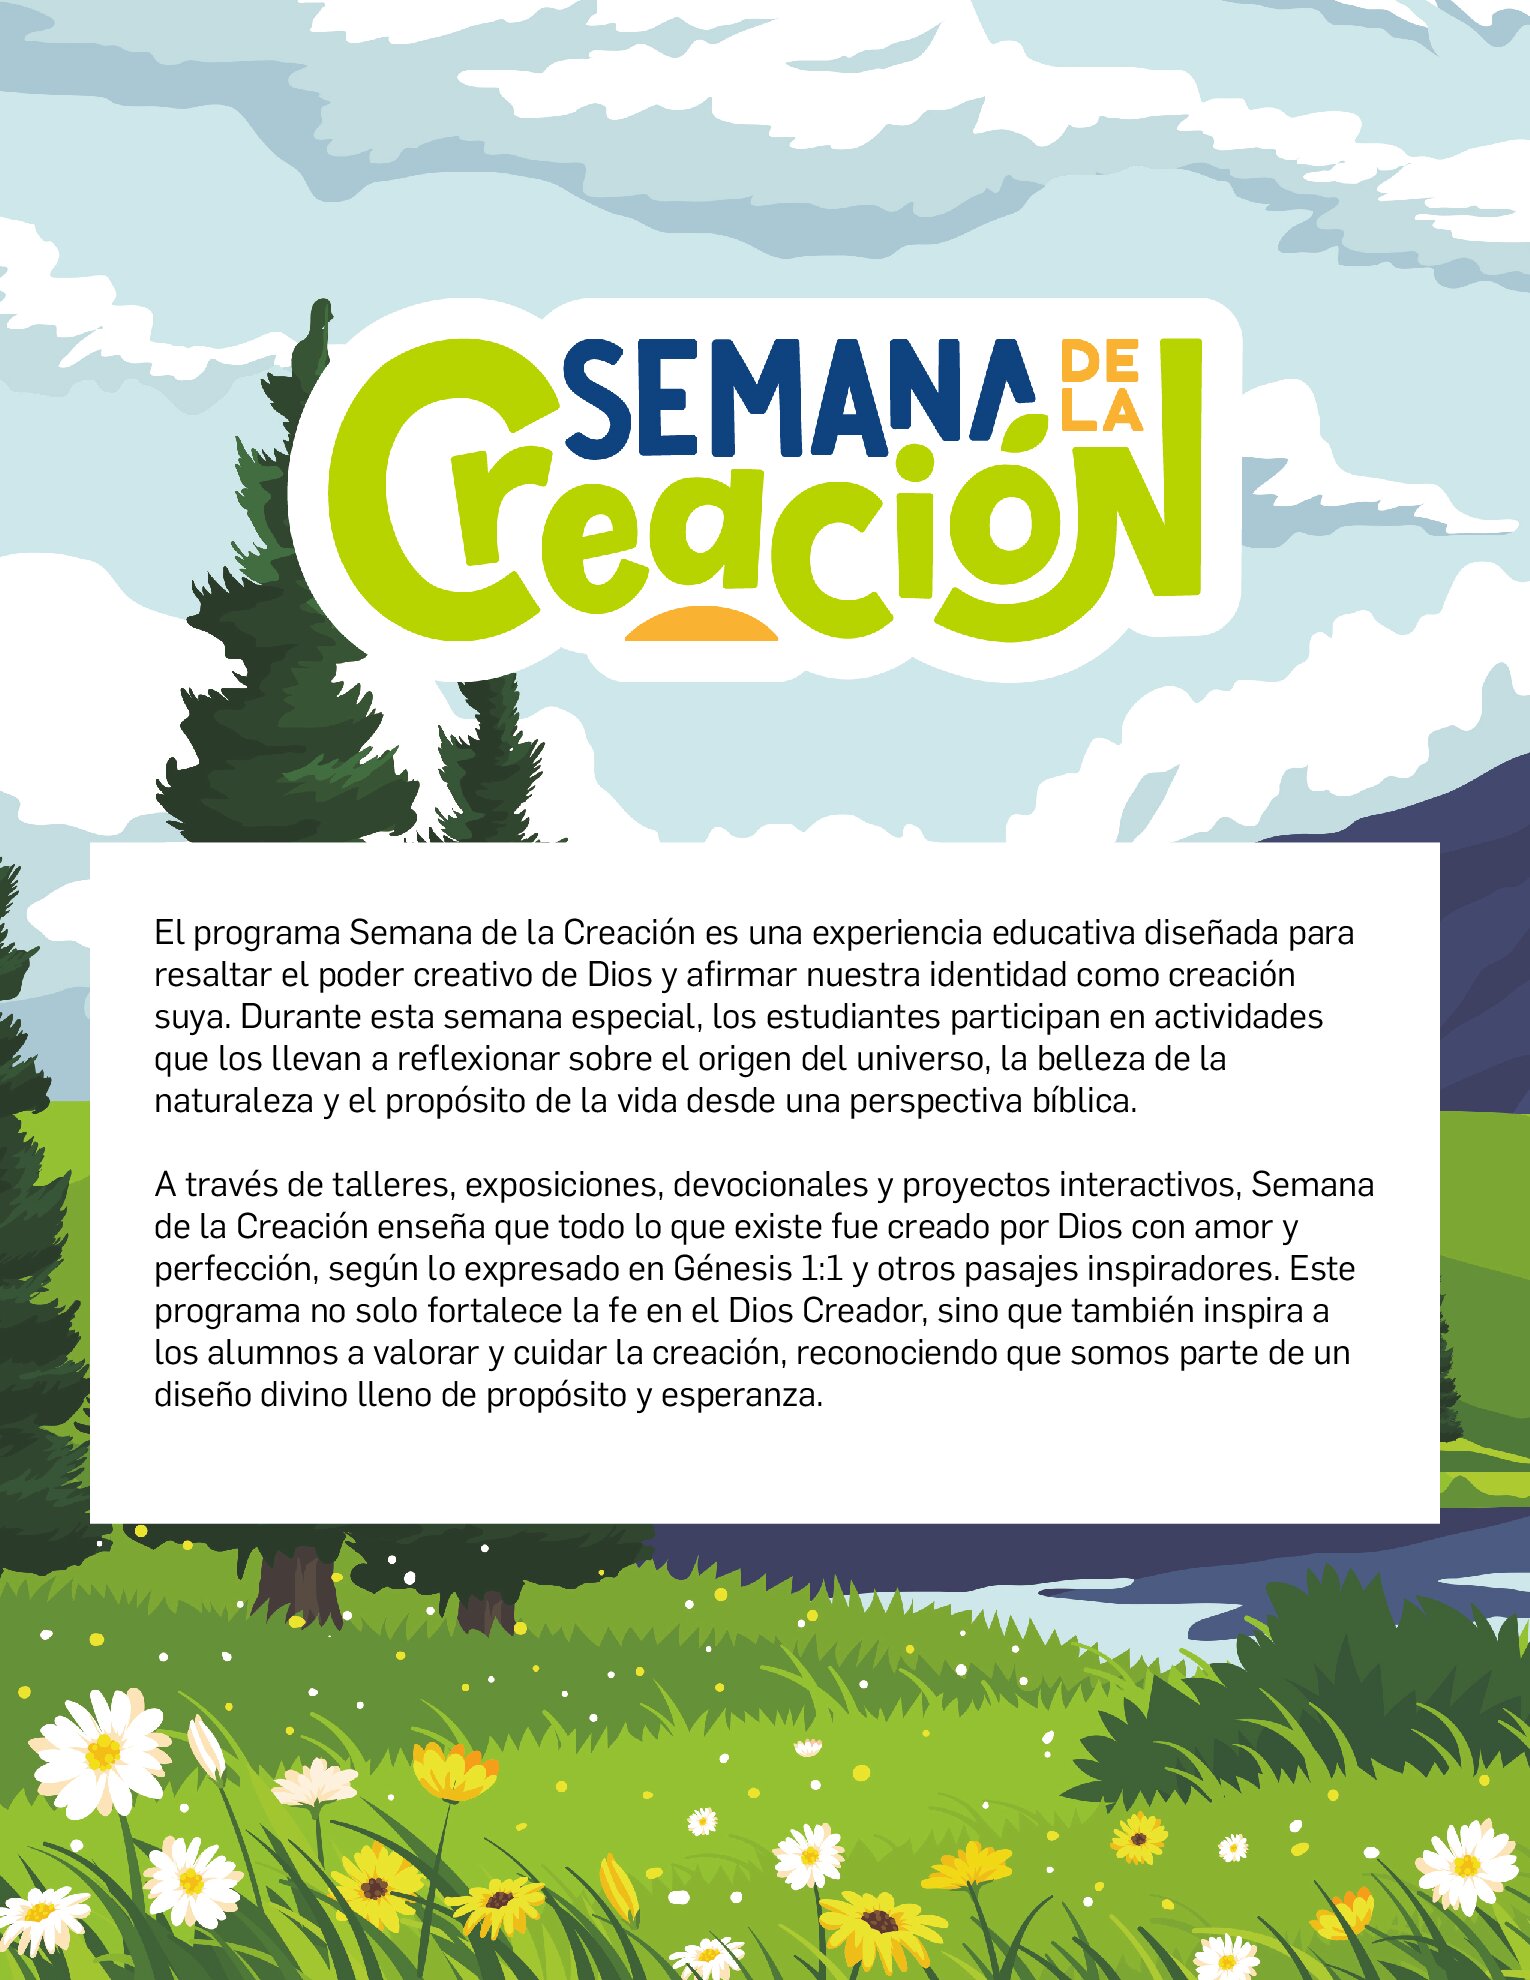 SEMANA DE LA
Creación
El programa Semana de la Creación es una experiencia educativa diseñada para
resaltar el poder creativo de Dios y afirmar nuestra identidad como creación
suya. Durante esta semana especial, los estudiantes participan en actividades
que los llevan a reflexionar sobre el origen del universo, la belleza de la
naturaleza y el propósito de la vida desde una perspectiva bíblica.
A través de talleres, exposiciones, devocionales y proyectos interactivos, Semana
de la Creación enseña que todo lo que existe fue creado por Dios con amor y
perfección, según lo expresado en Génesis 1:1 y otros pasajes inspiradores. Este
programa no solo fortalece la fe en el Dios Creador, sino que también inspira a
los alumnos a valorar y cuidar la creación, reconociendo que somos parte de un
diseño divino lleno de propósito y esperanza.